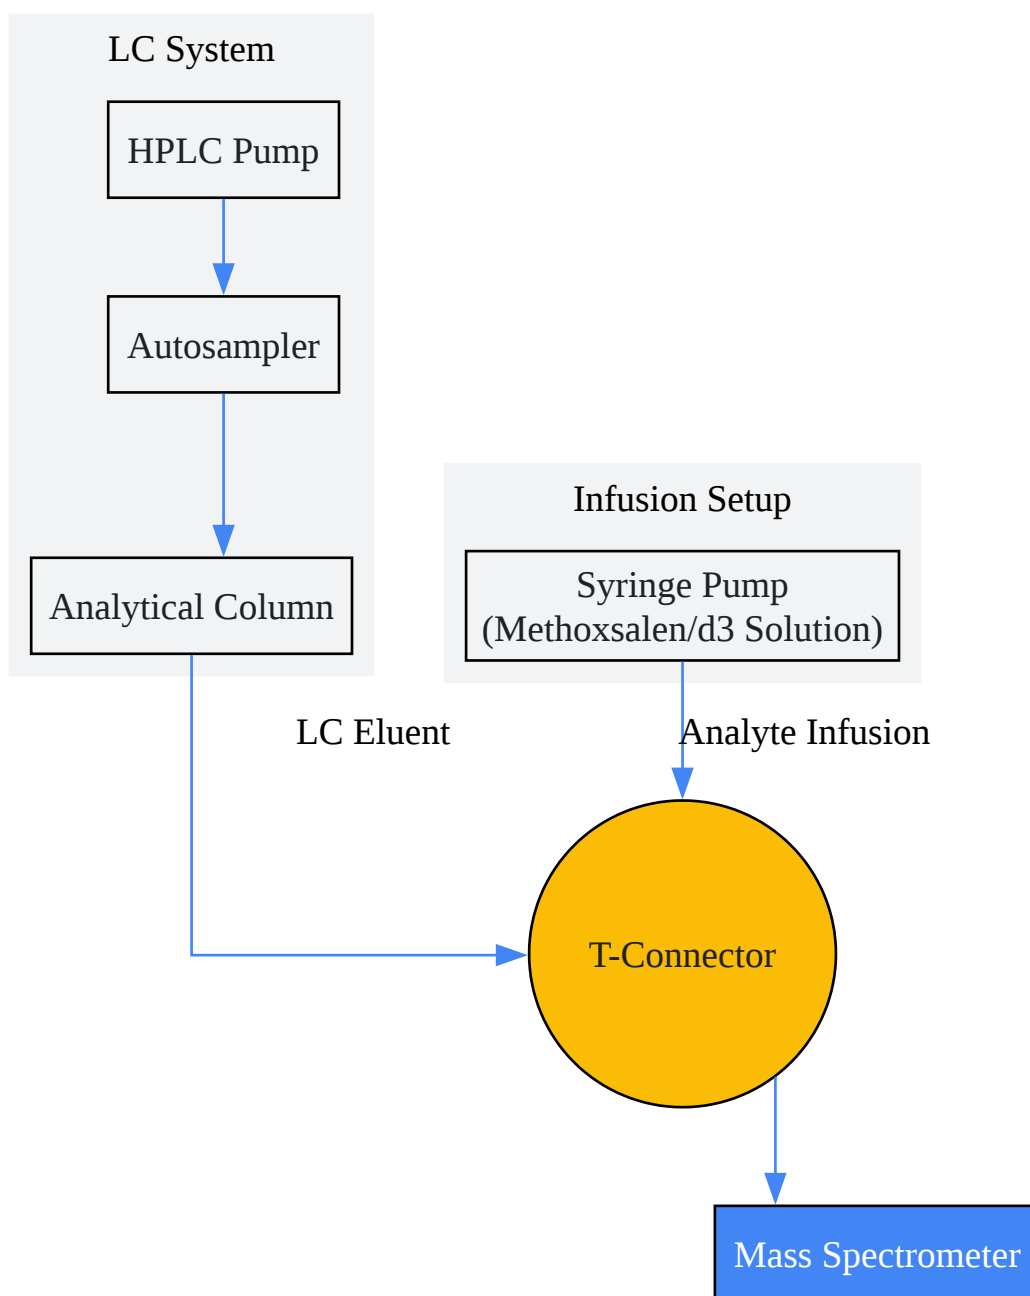 LC System
HPLC Pump
Autosampler
Analytical Column
Infusion Setup
Syringe Pump
(Methoxsalen/d3 Solution)
LC Eluent
Analyte Infusion
T-Connector
Mass Spectrometer